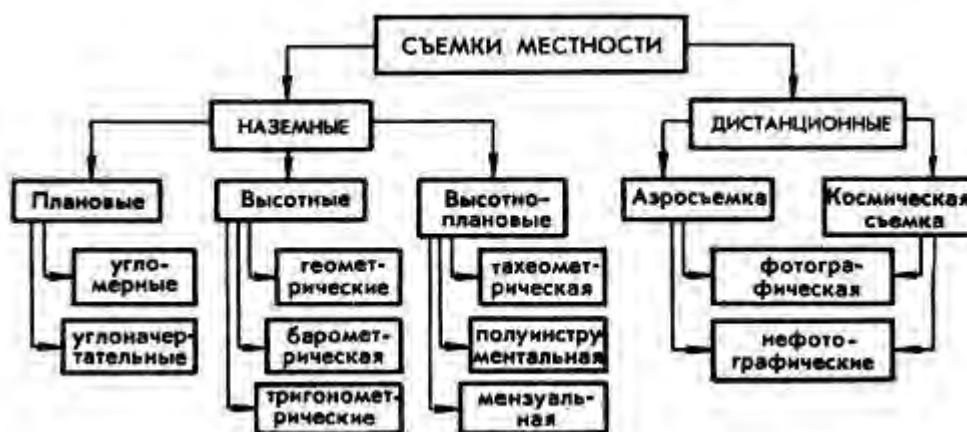 СЪЕМКИ МЕСТНОСТИ
НАЗЕМНЫЕ
ДИСТАНЦИОННЫЕ
Плановые
Высотные
Высотно-
плановые
Аэросъемка
Космическая
съемка
угло-
мерные
геомет-
рические
тахеомет-
рическая
фотогра-
фическая
углоначер-
тательные
баромет-
рическая
полуинстру
ментальная
нефото-
графические
тригономет-
рические
мензуаль-
ная